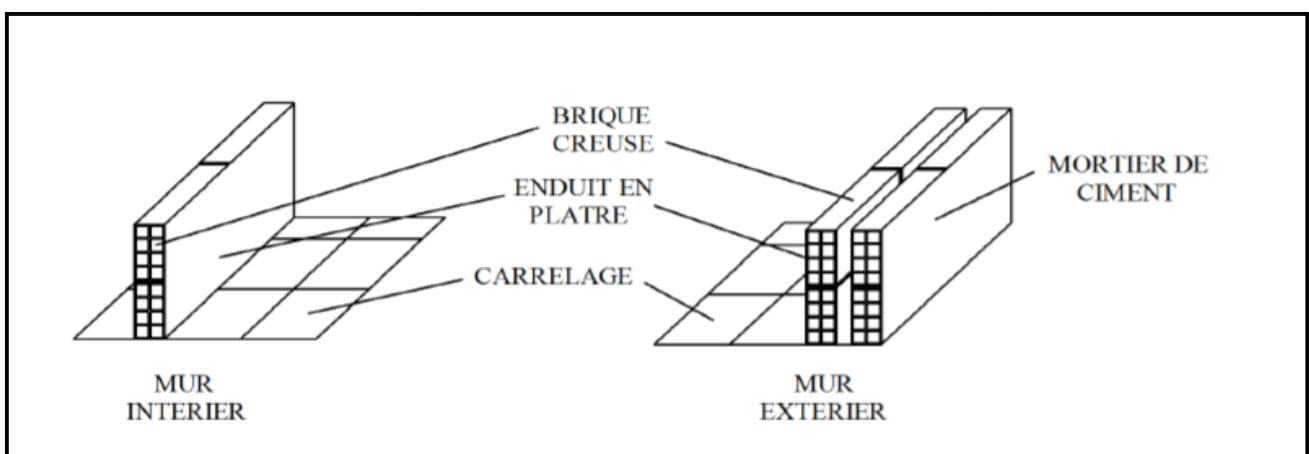 BRIQUE
CREUSE
MORTIER DE
CIMENT
ENDUIT EN
PLATRE
CARRELAGE
MUR
INTERIER
MUR
EXTERIER